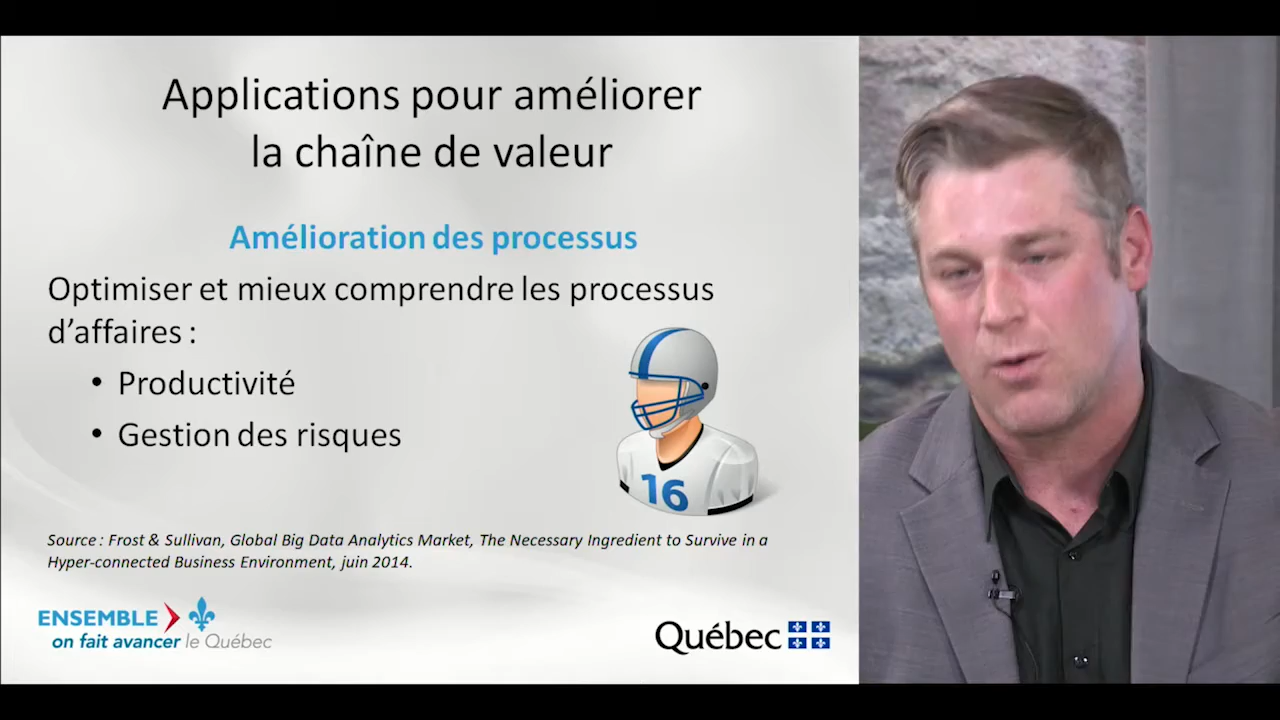 Applications pour améliorer
la chaîne de valeur
Amélioration des processus
Optimiser et mieux comprendre les processus
d’affaires :
• Productivité
• Gestion des risques
16
Source : Frost & Sullivan, Global Big Data Analytics Market, The Necessary Ingredient to Survive in a
Hyper-connected Business Environment, juin 2014.
ENSEMBLE
on fait avancer le Québec
Québec